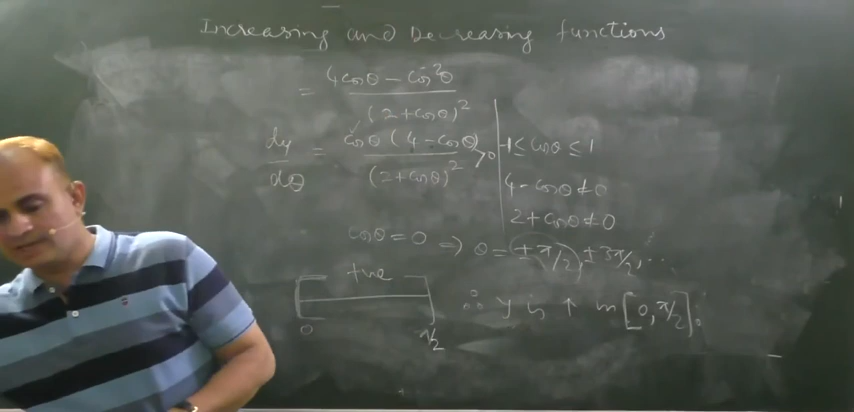 Increasing and Decreasing functions
= 4cosθ - cos²θ / (2+cosθ)²
dy/dθ = cosθ (4-cosθ) / (2+cosθ)² >0
-1 ≤ cosθ ≤ 1
4-cosθ ≠ 0
2+cosθ ≠ 0
cosθ = 0 ⇒ θ = ±π/2, ±3π/2, ...
+ive
0 π/2
∴ y is ↑ in [0, π/2].